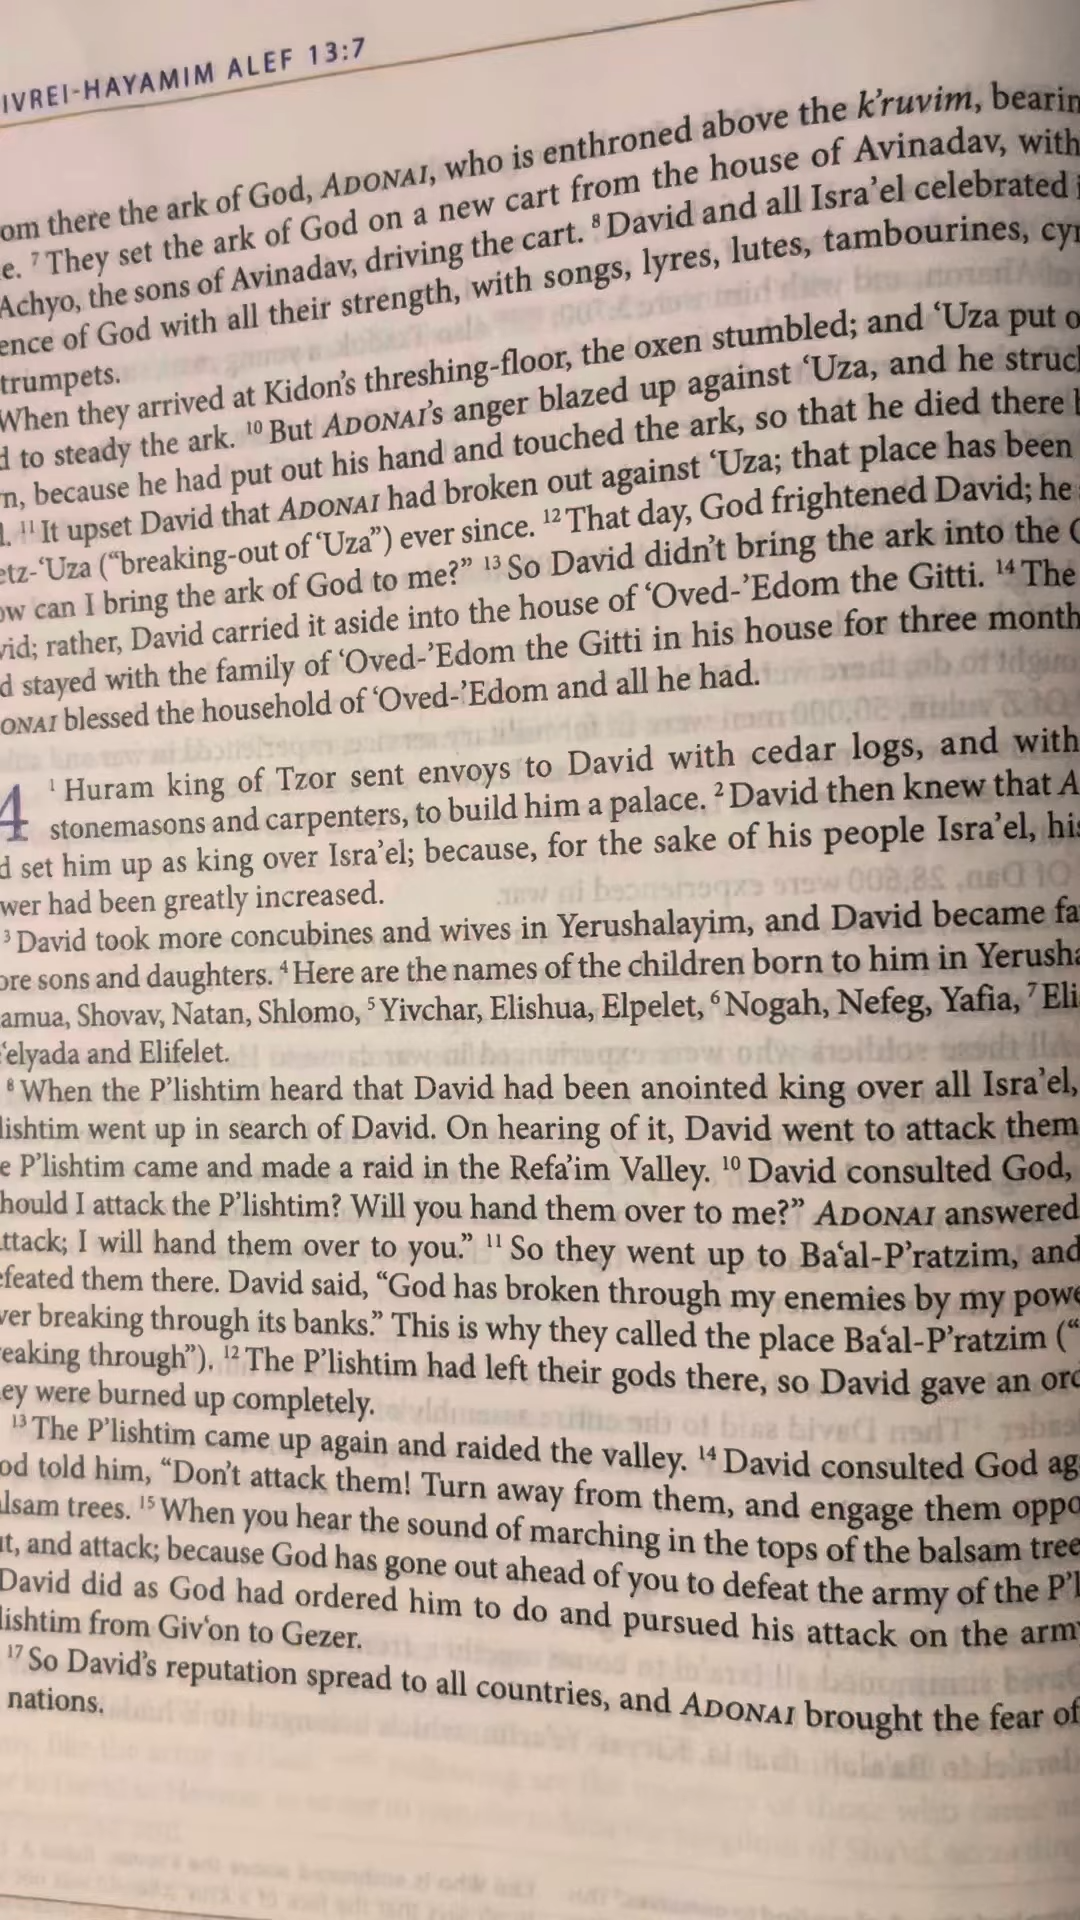 IVREI-HAYAMIM ALEF 13:7
om there the ark of God, ADONAI, who is enthroned above the k'ruvim, bearin
e. 7 They set the ark of God on a new cart from the house of Avinadav, with
Achyo, the sons of Avinadav, driving the cart. 8 David and all Isra'el celebrated i
ence of God with all their strength, with songs, lyres, lutes, tambourines, cy
trumpets.
When they arrived at Kidon's threshing-floor, the oxen stumbled; and ‘Uza put o
d to steady the ark. 10 But ADONAI's anger blazed up against ‘Uza, and he struc
n, because he had put out his hand and touched the ark, so that he died there b
. 11 It upset David that ADONAI had broken out against ‘Uza; that place has been
etz-‘Uza (“breaking-out of ‘Uza”) ever since. 12 That day, God frightened David; he
ow can I bring the ark of God to me?” 13 So David didn't bring the ark into the C
vid; rather, David carried it aside into the house of ‘Oved-’Edom the Gitti. 14 The
d stayed with the family of ‘Oved-’Edom the Gitti in his house for three month
ONAI blessed the household of ‘Oved-’Edom and all he had.
4 1 Huram king of Tzor sent envoys to David with cedar logs, and with
stonemasons and carpenters, to build him a palace. 2 David then knew that A
d set him up as king over Isra'el; because, for the sake of his people Isra'el, his
wer had been greatly increased.
3 David took more concubines and wives in Yerushalayim, and David became fa
ore sons and daughters. 4 Here are the names of the children born to him in Yerusha
amua, Shovav, Natan, Shlomo, 5 Yivchar, Elishua, Elpelet, 6 Nogah, Nefeg, Yafia, 7 Eli
‘elyada and Elifelet.
8 When the P'lishtim heard that David had been anointed king over all Isra'el,
lishtim went up in search of David. On hearing of it, David went to attack them
e P'lishtim came and made a raid in the Refa'im Valley. 10 David consulted God,
hould I attack the P'lishtim? Will you hand them over to me?” ADONAI answered
ttack; I will hand them over to you.” 11 So they went up to Ba‘al-P'ratzim, and
efeated them there. David said, “God has broken through my enemies by my powe
ver breaking through its banks.” This is why they called the place Ba‘al-P'ratzim (“
eaking through”). 12 The P'lishtim had left their gods there, so David gave an ord
ey were burned up completely.
13 The P'lishtim came up again and raided the valley. 14 David consulted God ag
od told him, “Don't attack them! Turn away from them, and engage them oppo
lsam trees. 15 When you hear the sound of marching in the tops of the balsam tree
ut, and attack; because God has gone out ahead of you to defeat the army of the P'l
David did as God had ordered him to do and pursued his attack on the arm
lishtim from Giv‘on to Gezer.
17 So David's reputation spread to all countries, and ADONAI brought the fear of
nations.